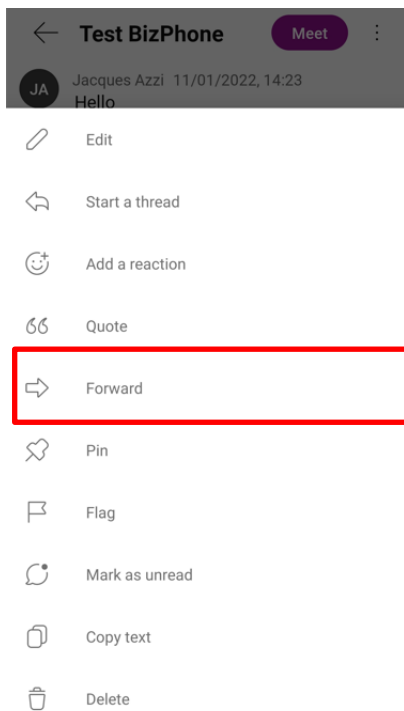 Test BizPhone Meet
JA Jacques Azzi 11/01/2022, 14:23
Hello
Edit
Start a thread
Add a reaction
Quote
Forward
Pin
Flag
Mark as unread
Copy text
Delete